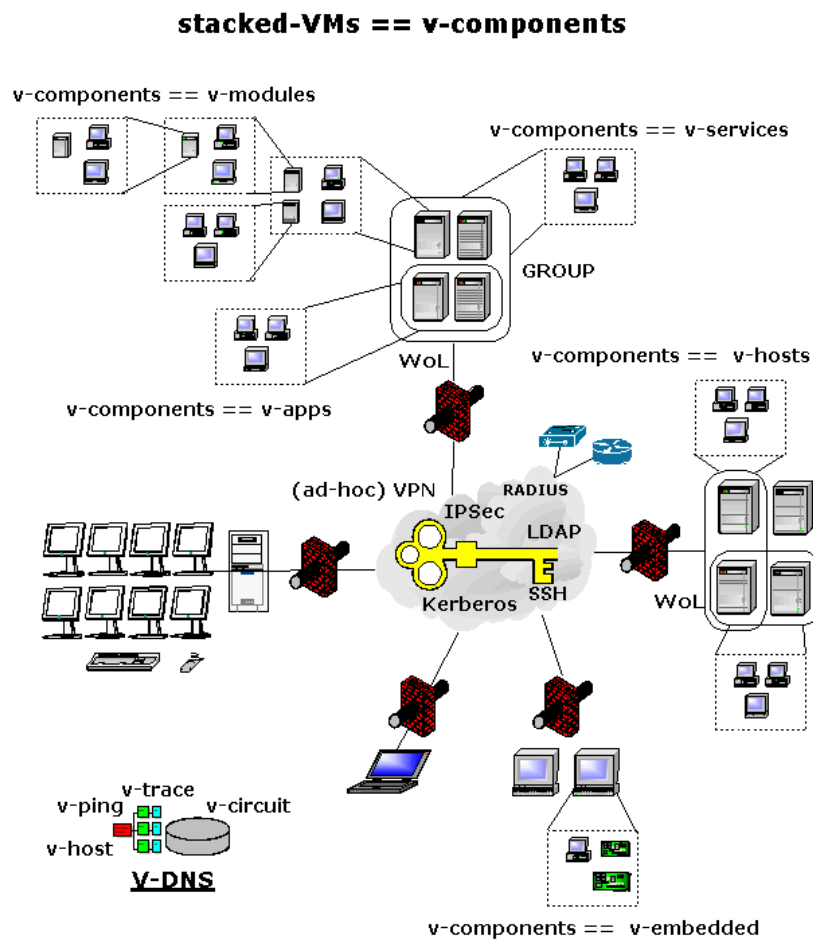 stacked-VMs == v-components
v-components == v-modules
v-components == v-services
GROUP
WoL
v-components == v-hosts
v-components == v-apps
(ad-hoc) VPN
RADIUS
IPSec
LDAP
Kerberos
SSH
WoL
v-trace
v-ping
v-circuit
v-host
V-DNS
v-components == v-embedded